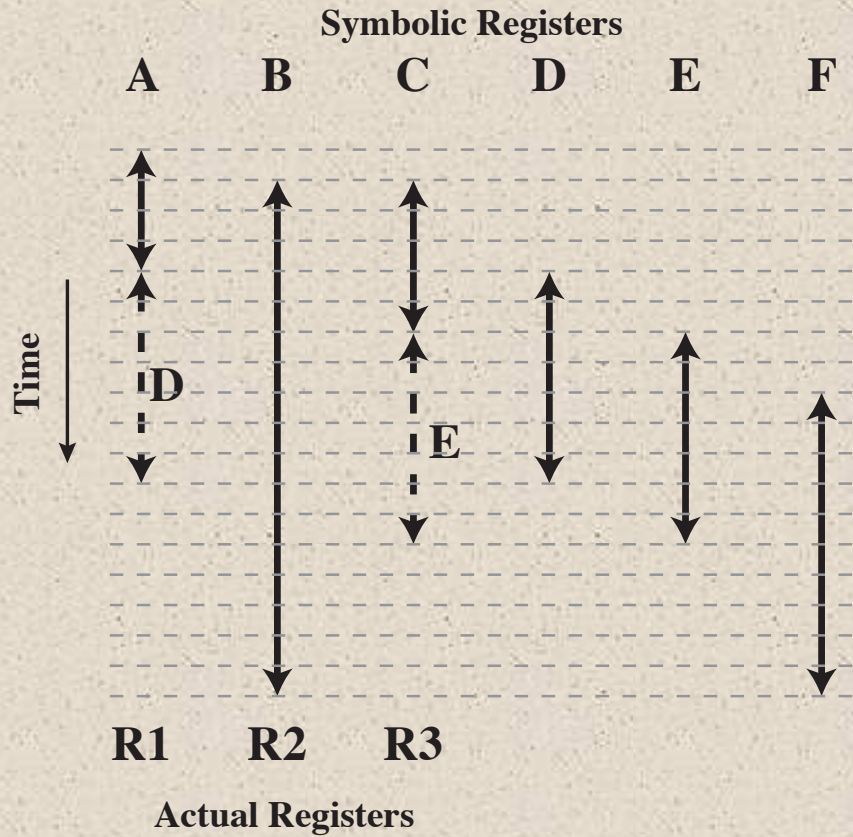 Symbolic Registers
A B C D E F
Time
D
E
R1 R2 R3
Actual Registers